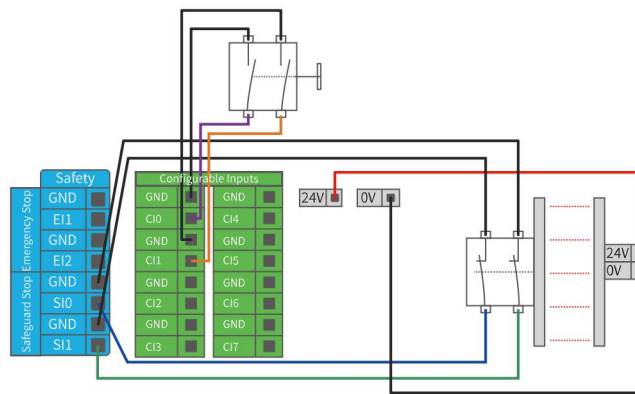 Safety
Emergency Stop
GND
EI1
GND
EI2
Safeguard Stop
GND
SI0
GND
SI1
Configurable Inputs
GND
CI0
GND
CI1
GND
CI2
GND
CI3
GND
CI4
GND
CI5
GND
CI6
GND
CI7
24V
0V
24V
0V